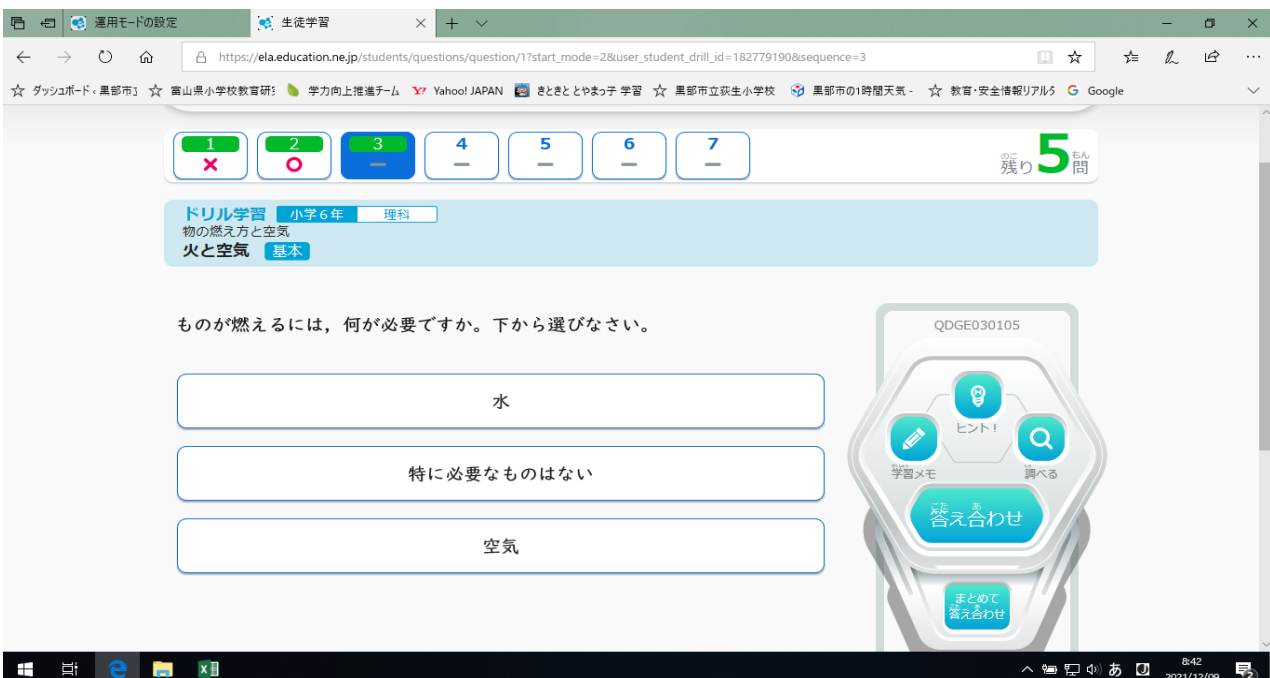 運用モードの設定
生徒学習
https://ela.education.ne.jp/students/questions/question/1?start_mode=2&user_student_drill_id=182779190&sequence=3
ダッシュボード ‹ 黒部市
富山県小学校教育研
学力向上推進チーム
Yahoo! JAPAN
きときと とやまっ子 学習
黒部市立荻生小学校
黒部市の1時間天気 -
教育・安全情報リアルタ
Google
1 2 3 4 5 6 7
残り5問
のこ もん
ドリル学習 小学6年 理科
物の燃え方と空気
火と空気 基本
ものが燃えるには，何が必要ですか。下から選びなさい。
水
特に必要なものはない
空気
QDGE030105
ヒント！
学習メモ
調べる
答え合わせ
まとめて
答え合わせ
あ
8:42
2021/12/09